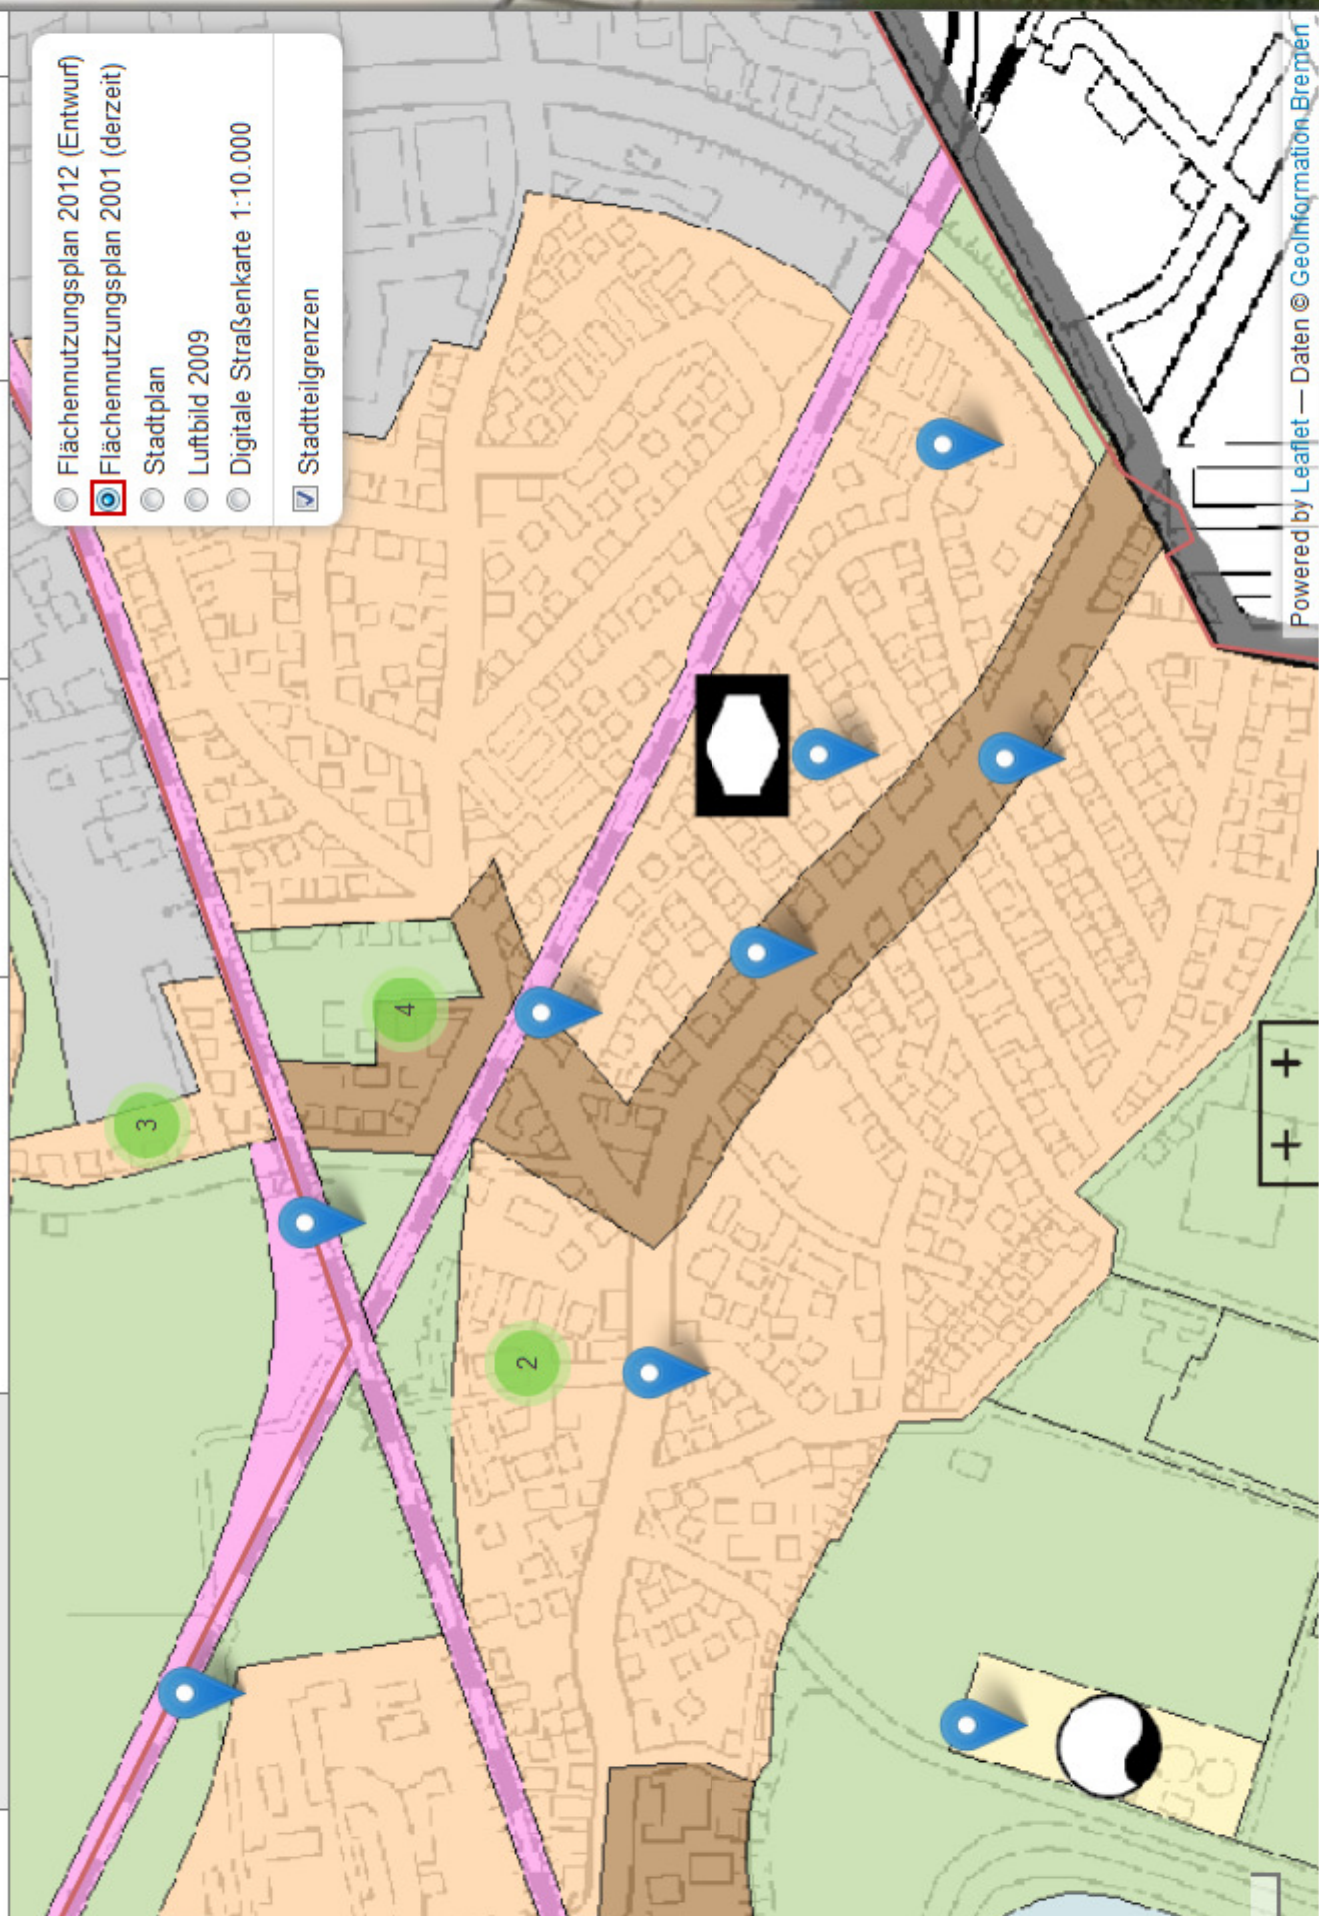 Flächennutzungsplan 2012 (Entwurf)
Flächennutzungsplan 2001 (derzeit)
Stadtplan
Luftbild 2009
Digitale Straßenkarte 1:10.000
Stadtteilgrenzen
3
4
2
Powered by Leaflet — Daten © GeoInformation Bremen